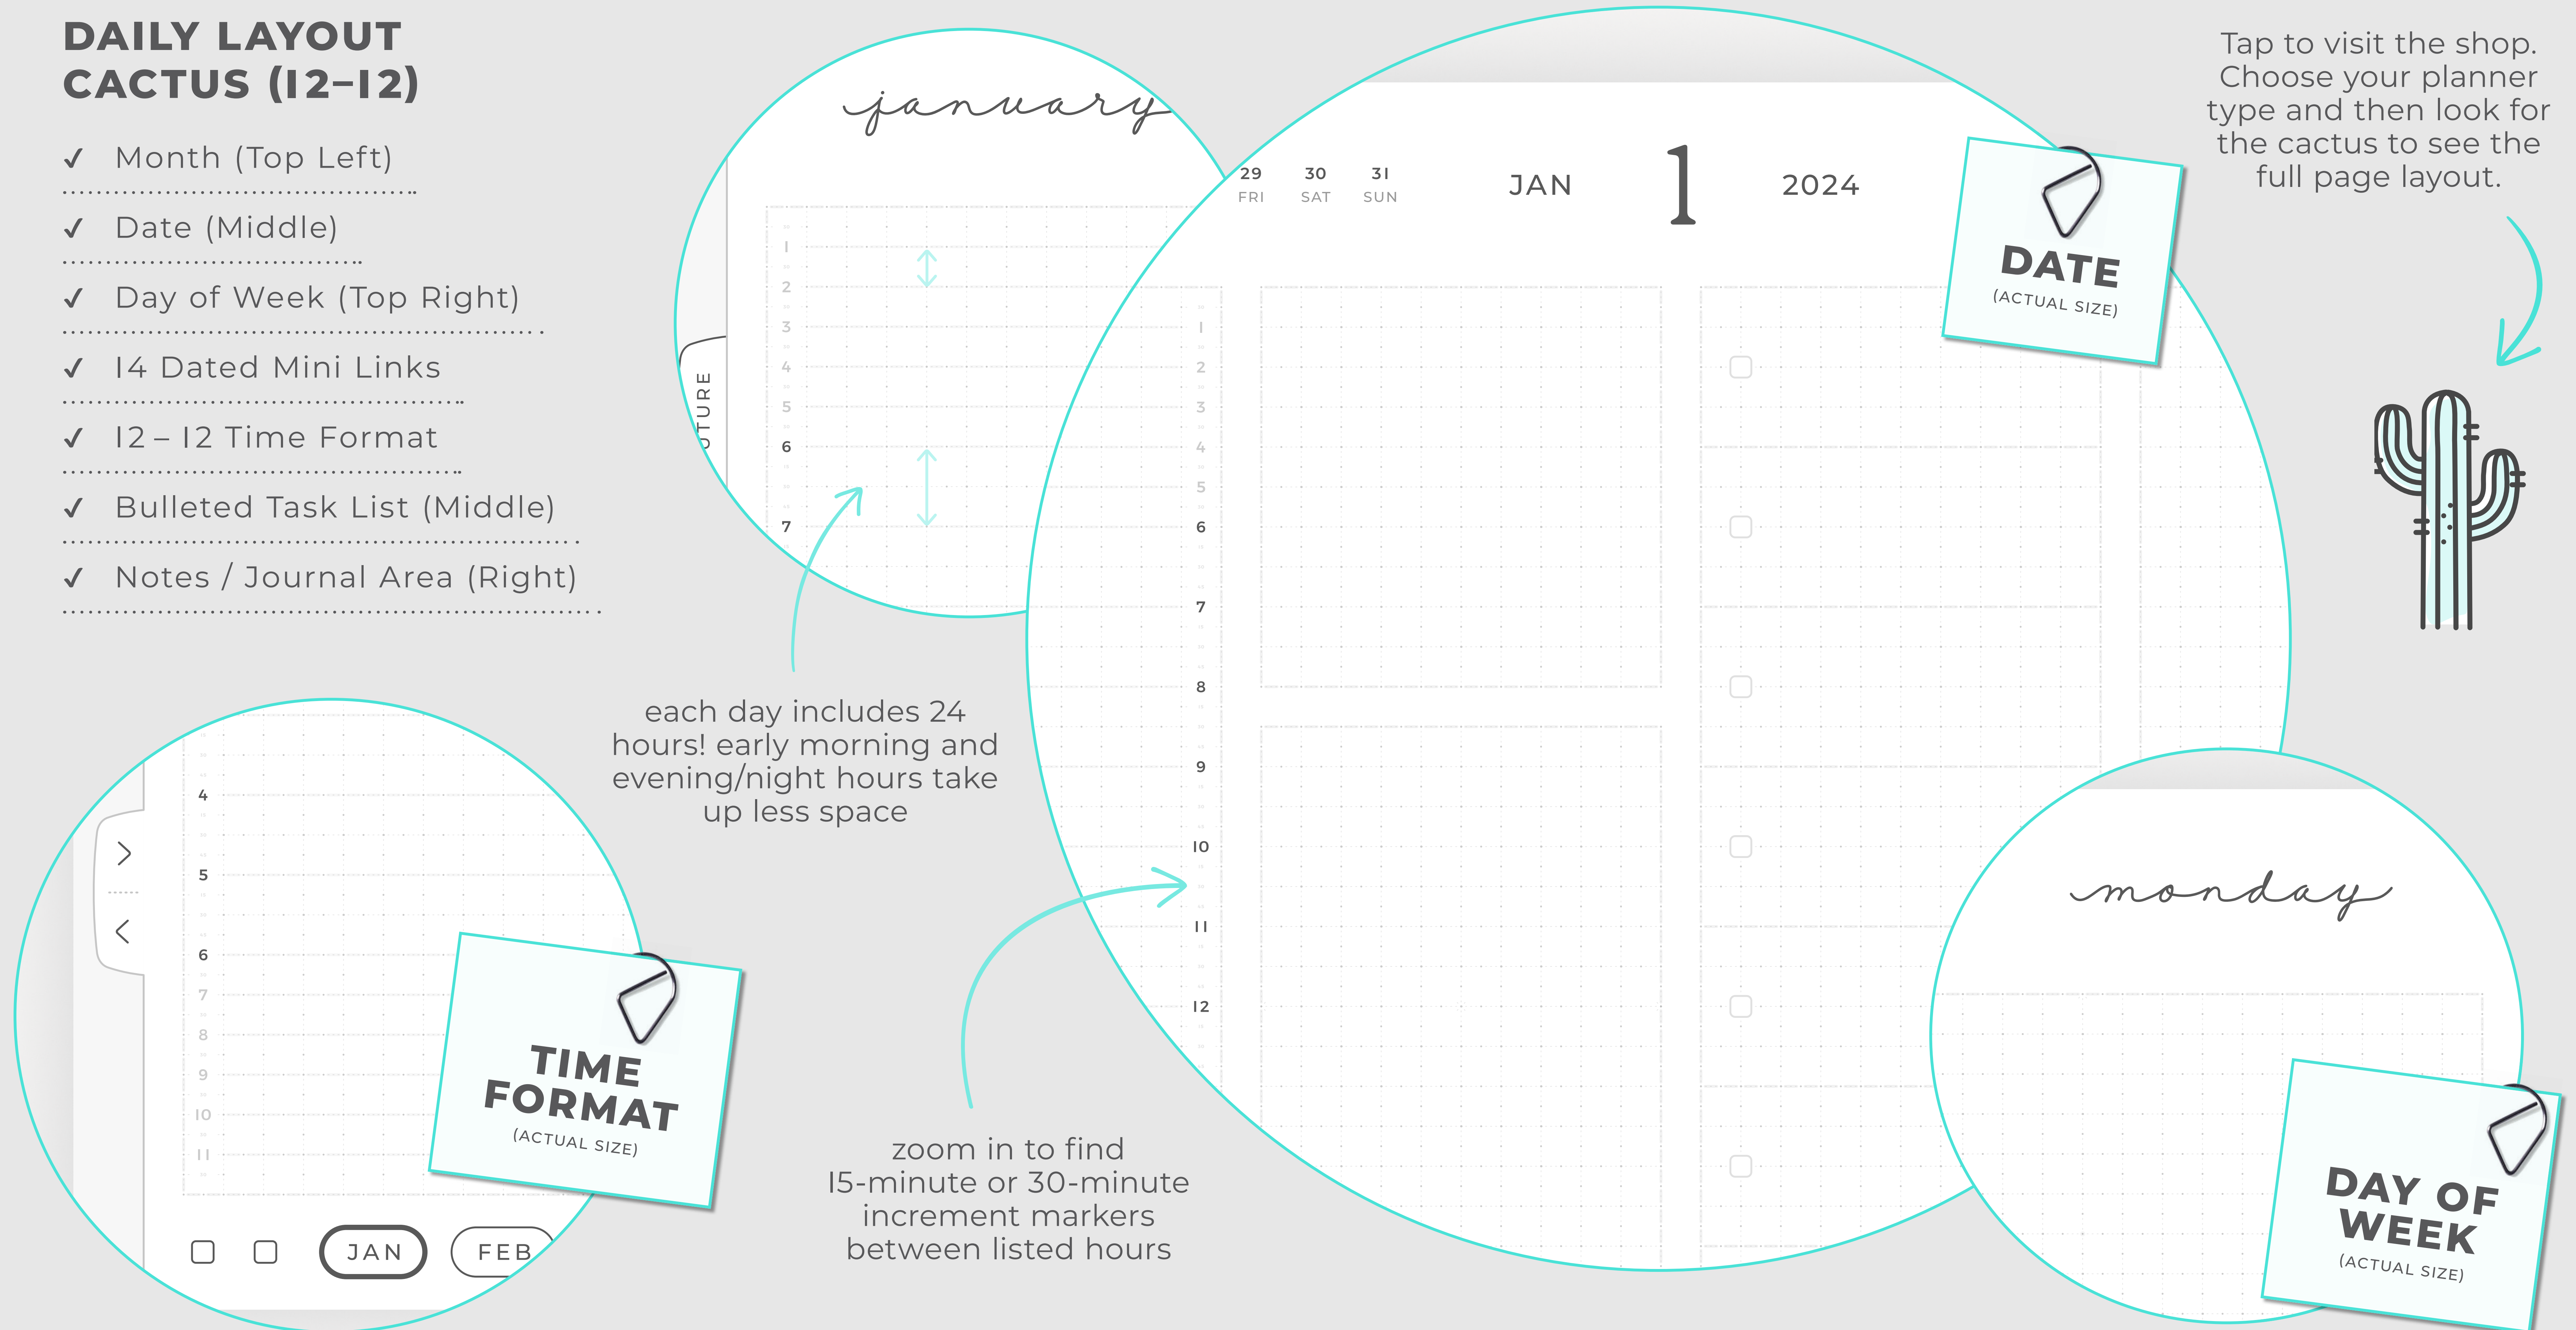 DAILY LAYOUT
CACTUS (12–12)
✓ Month (Top Left)
✓ Date (Middle)
✓ Day of Week (Top Right)
✓ 14 Dated Mini Links
✓ 12 – 12 Time Format
✓ Bulleted Task List (Middle)
✓ Notes / Journal Area (Right)
january
1
2
3
4
5
6
7
UTURE
each day includes 24
hours! early morning and
evening/night hours take
up less space
29 30 31
FRI SAT SUN
JAN 1 2024
1
2
3
4
5
6
7
8
9
10
11
12
DATE
(ACTUAL SIZE)
Tap to visit the shop.
Choose your planner
type and then look for
the cactus to see the
full page layout.
4
5
6
7
8
9
10
11
> 
<
JAN FEB
TIME
FORMAT
(ACTUAL SIZE)
zoom in to find
15-minute or 30-minute
increment markers
between listed hours
monday
DAY OF
WEEK
(ACTUAL SIZE)